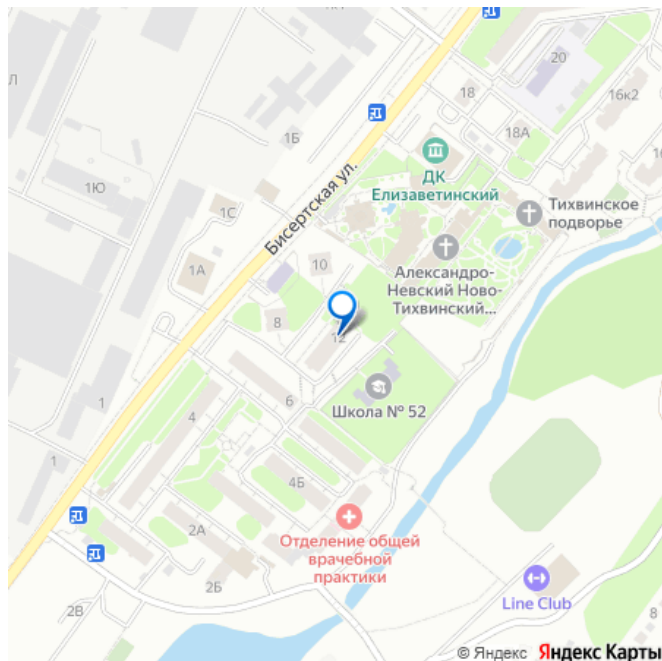 20
18
16к2
1Б
18А
ДК
Елизаветинский
1Ю
Бисертская ул.
1С
Тихвинское
подворье
10
1А
Александро-
Невский Ново-
Тихвинский...
8
12
1
6
Школа № 52
4
1
4Б
2А
Отделение общей
врачебной
практики
2Б
Line Club
2В
8
© Яндекс Яндекс Карты